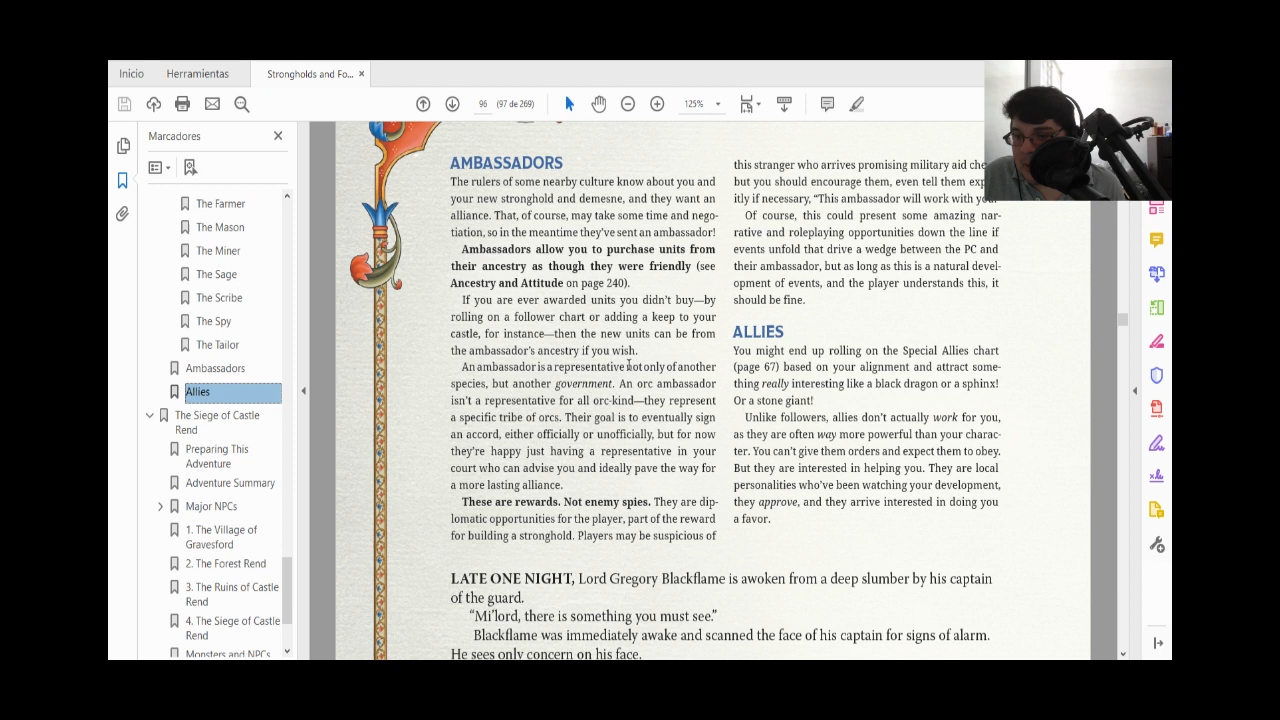 Inicio
Herramientas
Strongholds and Fo...
96
(97 de 269)
125%
Marcadores
The Farmer
The Mason
The Miner
The Sage
The Scribe
The Spy
The Tailor
Ambassadors
Allies
The Siege of Castle
Rend
Preparing This
Adventure
Adventure Summary
Major NPCs
1. The Village of
Gravesford
2. The Forest Rend
3. The Ruins of Castle
Rend
4. The Siege of Castle
Rend
Monsters and NPCs
AMBASSADORS
The rulers of some nearby culture know about you and
your new stronghold and demesne, and they want an
alliance. That, of course, may take some time and nego-
tiation, so in the meantime they've sent an ambassador!
Ambassadors allow you to purchase units from
their ancestry as though they were friendly (see
Ancestry and Attitude on page 240).
If you are ever awarded units you didn't buy—by
rolling on a follower chart or adding a keep to your
castle, for instance—then the new units can be from
the ambassador's ancestry if you wish.
An ambassador is a representative not only of another
species, but another government. An orc ambassador
isn't a representative for all orc-kind—they represent
a specific tribe of orcs. Their goal is to eventually sign
an accord, either officially or unofficially, but for now
they're happy just having a representative in your
court who can advise you and ideally pave the way for
a more lasting alliance.
These are rewards. Not enemy spies. They are dip-
lomatic opportunities for the player, part of the reward
for building a stronghold. Players may be suspicious of
this stranger who arrives promising military aid
but you should encourage them, even tell them
itly if necessary, "This ambassador will work with
Of course, this could present some amazing nar-
rative and roleplaying opportunities down the line if
events unfold that drive a wedge between the PC and
their ambassador, but as long as this is a natural devel-
opment of events, and the player understands this, it
should be fine.
ALLIES
You might end up rolling on the Special Allies chart
(page 67) based on your alignment and attract some-
thing really interesting like a black dragon or a sphinx!
Or a stone giant!
Unlike followers, allies don't actually work for you,
as they are often way more powerful than your charac-
ter. You can't give them orders and expect them to obey.
But they are interested in helping you. They are local
personalities who've been watching your development,
they approve, and they arrive interested in doing you
a favor.
LATE ONE NIGHT, Lord Gregory Blackflame is awoken from a deep slumber by his captain
of the guard.
"Mi'lord, there is something you must see."
Blackflame was immediately awake and scanned the face of his captain for signs of alarm.
He sees only concern on his face.